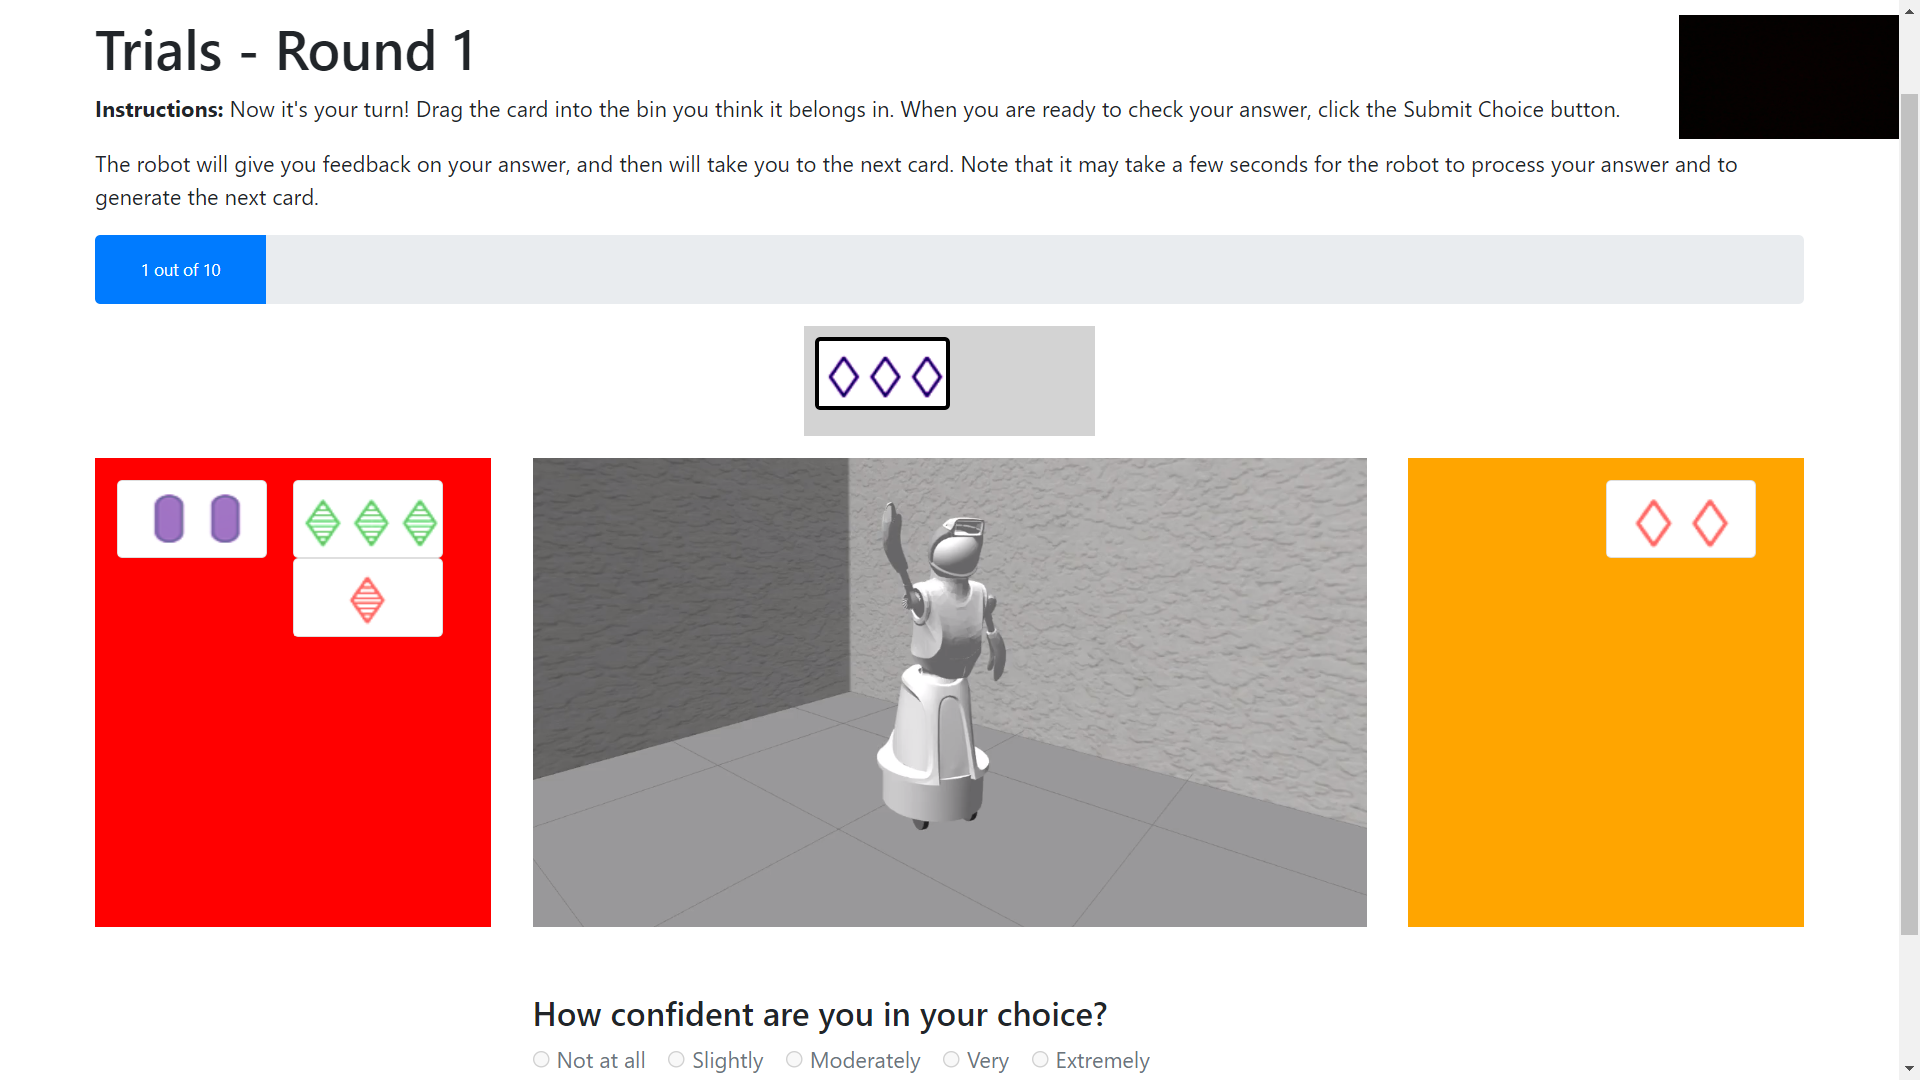 Trials - Round 1
Instructions: Now it's your turn! Drag the card into the bin you think it belongs in. When you are ready to check your answer, click the Submit Choice button.
The robot will give you feedback on your answer, and then will take you to the next card. Note that it may take a few seconds for the robot to process your answer and to
generate the next card.
1 out of 10
How confident are you in your choice?
Not at all Slightly Moderately Very Extremely